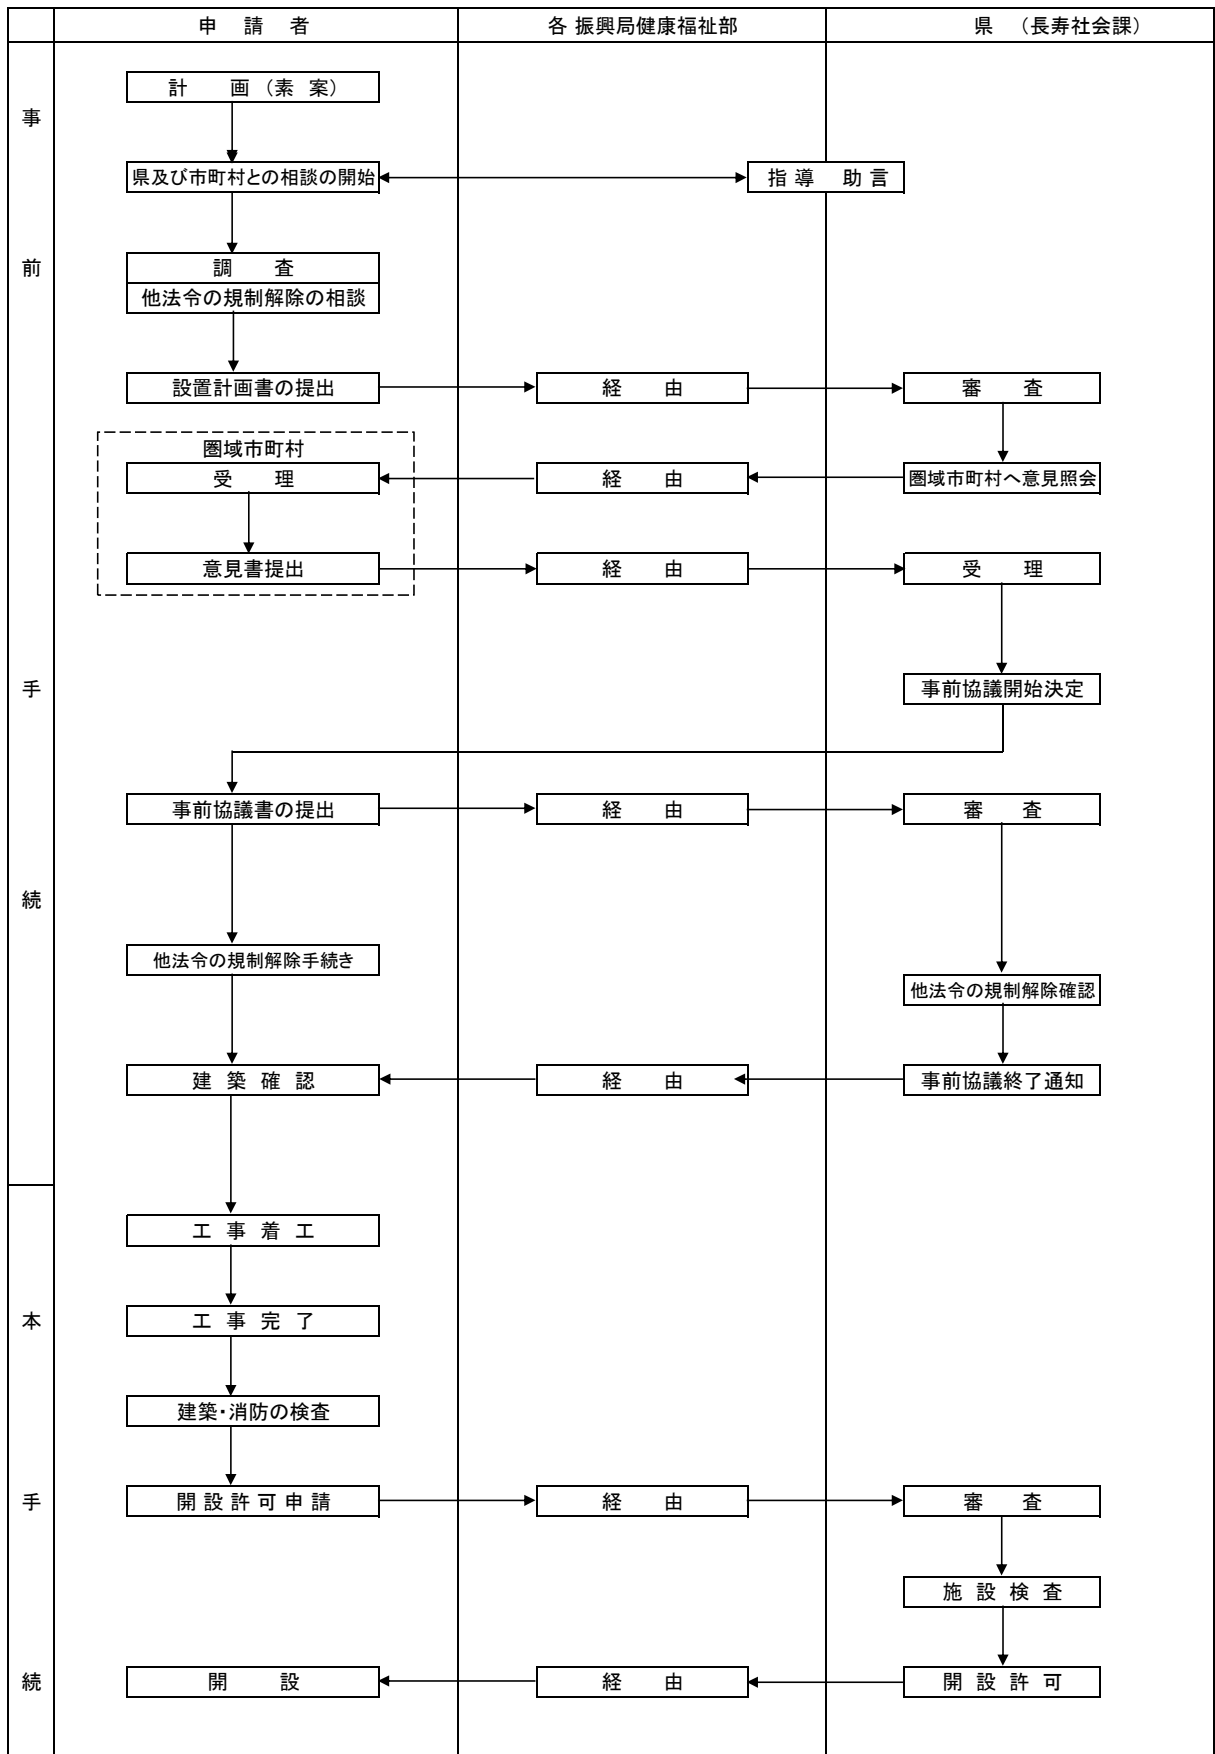 申 請 者
各 振興局健康福祉部
県 （長寿社会課）
事
前
手
続
計 画（素 案）
県及び市町村との相談の開始
指 導 助 言
調 査
他法令の規制解除の相談
設置計画書の提出
経 由
審 査
圏域市町村
受 理
経 由
圏域市町村へ意見照会
意見書提出
経 由
受 理
事前協議開始決定
事前協議書の提出
経 由
審 査
他法令の規制解除手続き
他法令の規制解除確認
建 築 確 認
経 由
事前協議終了通知
本
手
続
工 事 着 工
工 事 完 了
建築・消防の検査
開 設 許 可 申 請
経 由
審 査
施 設 検 査
開 設
経 由
開 設 許 可